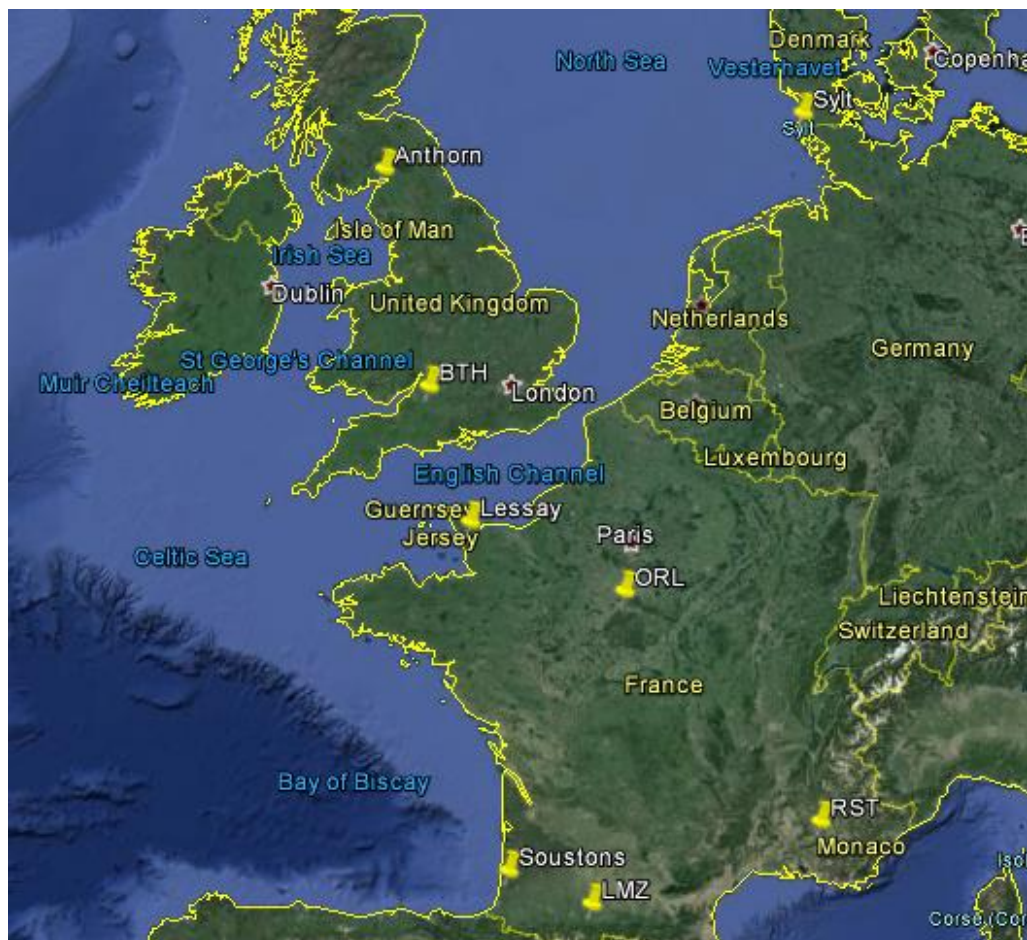 Denmark
North Sea
Vesterhavet
Copenha
Sylt
Sylt
Anthorn
Isle of Man
Irish Sea
Dublin
United Kingdom
Netherlands
Germany
St George's Channel
BTH
Muir Cheilteach
London
Belgium
Luxembourg
English Channel
Guernsey
Lessay
Jersey
Paris
Celtic Sea
ORL
Liechtenstein
Switzerland
France
Bay of Biscay
RST
Monaco
Soustons
LMZ
Corse (Cor